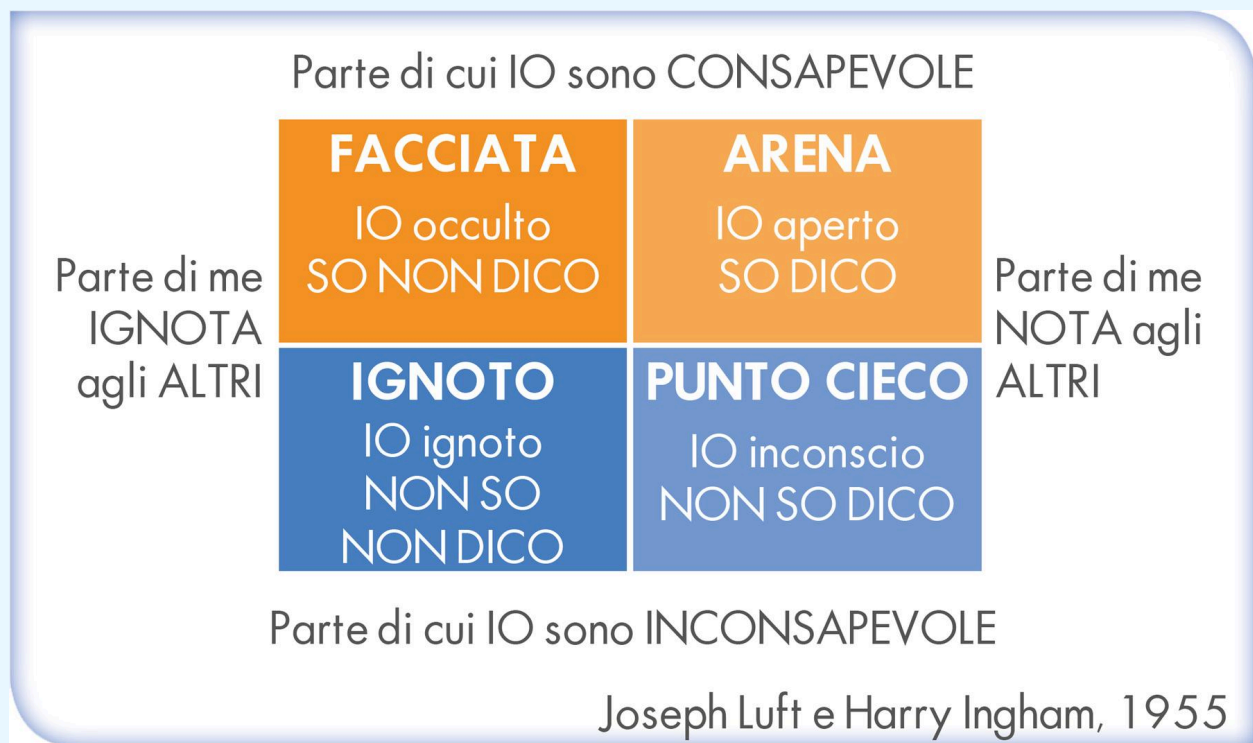 Parte di cui IO sono CONSAPEVOLE
FACCIATA
IO occulto
SO NON DICO
ARENA
IO aperto
SO DICO
Parte di me
IGNOTA
agli ALTRI
Parte di me
NOTA agli
ALTRI
IGNOTO
IO ignoto
NON SO
NON DICO
PUNTO CIECO
IO inconscio
NON SO DICO
Parte di cui IO sono INCONSAPEVOLE
Joseph Luft e Harry Ingham, 1955